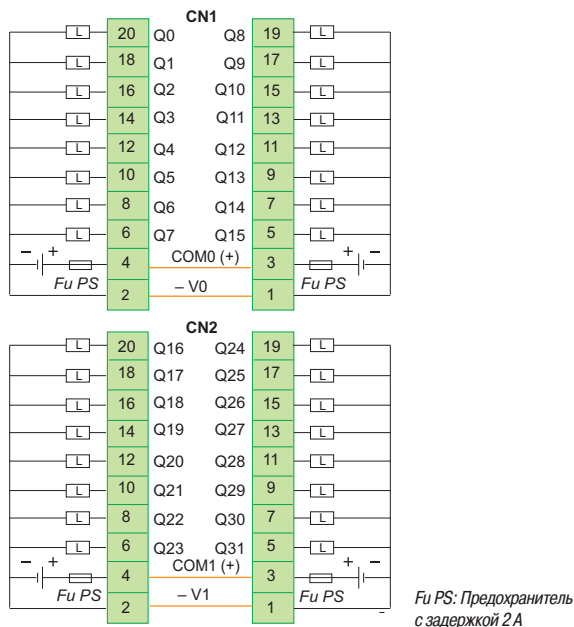 CN1
L 20 Q0 Q8 19 L
L 18 Q1 Q9 17 L
L 16 Q2 Q10 15 L
L 14 Q3 Q11 13 L
L 12 Q4 Q12 11 L
L 10 Q5 Q13 9 L
L 8 Q6 Q14 7 L
L 6 Q7 Q15 5 L
– + 4 COM0 (+) 3 + –
Fu PS 2 – V0 1 Fu PS
CN2
L 20 Q16 Q24 19 L
L 18 Q17 Q25 17 L
L 16 Q18 Q26 15 L
L 14 Q19 Q27 13 L
L 12 Q20 Q28 11 L
L 10 Q21 Q29 9 L
L 8 Q22 Q30 7 L
L 6 Q23 Q31 5 L
– + 4 COM1 (+) 3 + –
Fu PS 2 – V1 1 Fu PS
Fu PS: Предохранитель
с задержкой 2 A